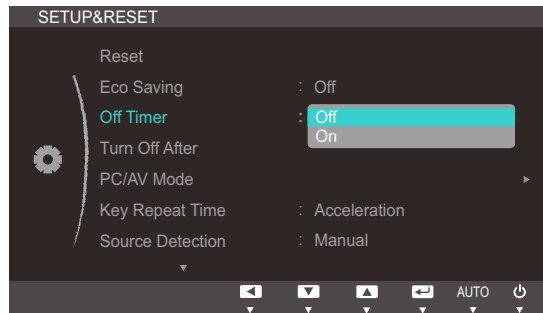 SETUP&RESET
Reset
Eco Saving : Off
Off Timer : Off
On
Turn Off After
PC/AV Mode
Key Repeat Time : Acceleration
Source Detection : Manual
AUTO